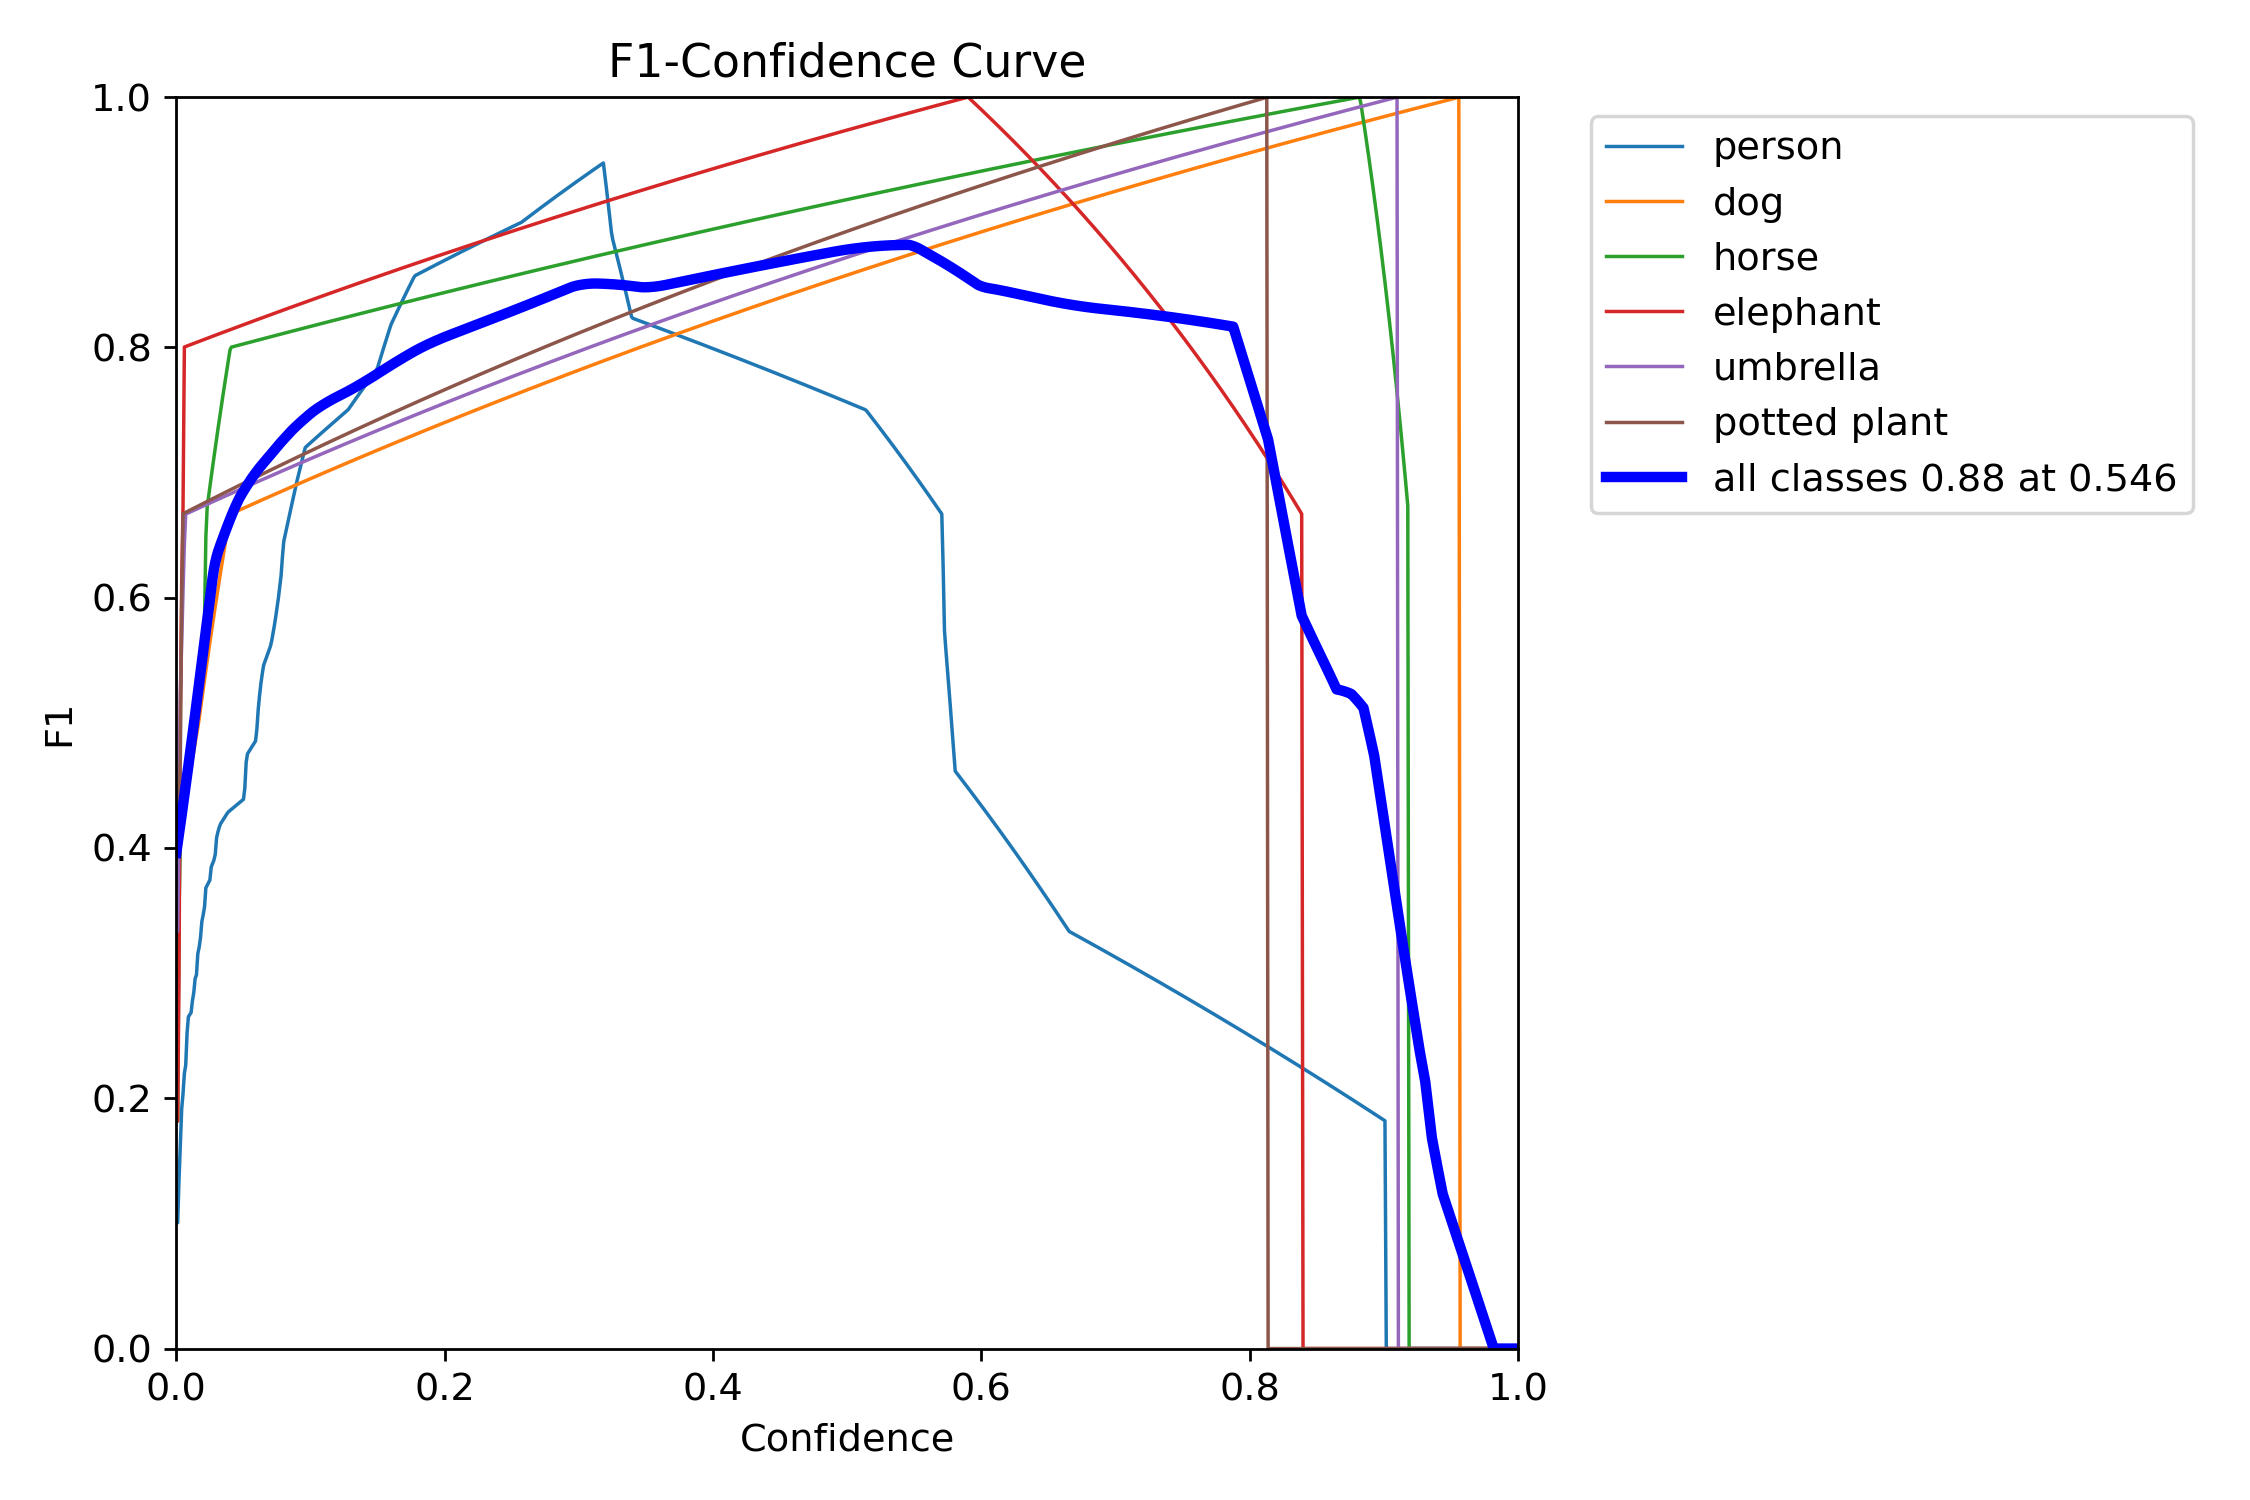 F1-Confidence Curve
1.0
0.8
0.6
0.4
0.2
0.0
F1
0.0 0.2 0.4 0.6 0.8 1.0
Confidence
person
dog
horse
elephant
umbrella
potted plant
all classes 0.88 at 0.546